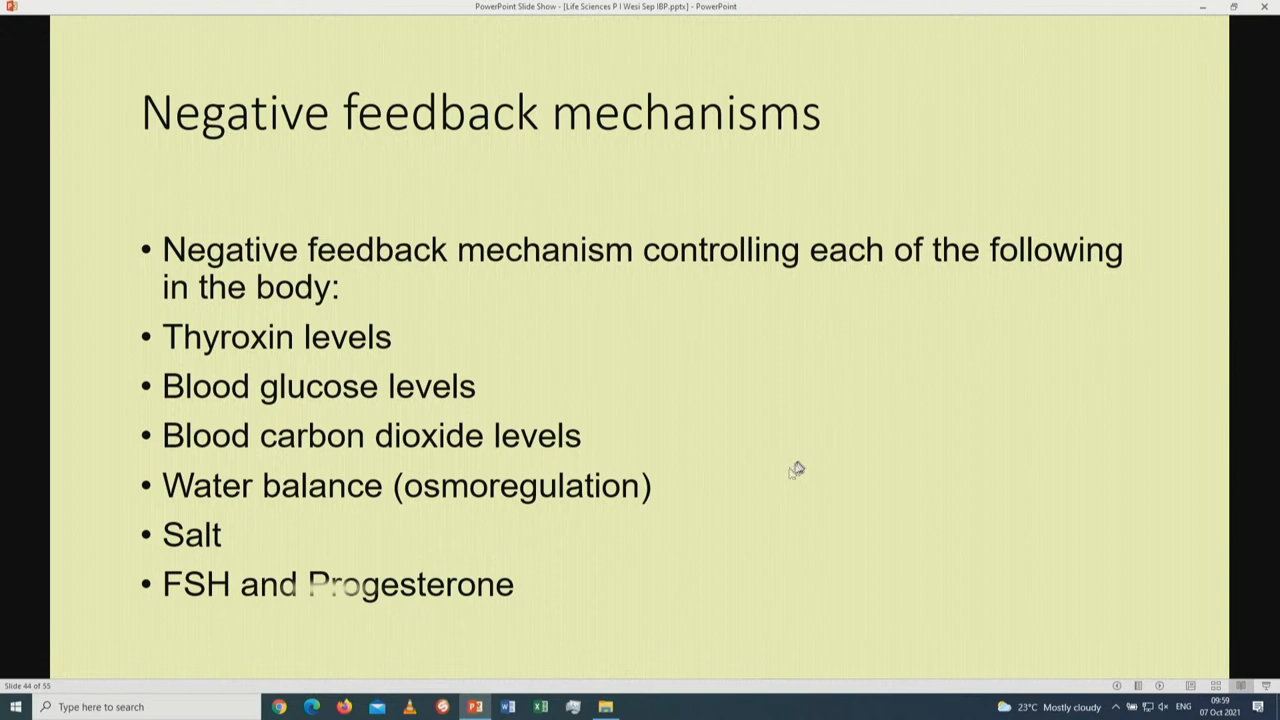 PowerPoint Slide Show - [Life Sciences P I Wesi Sep IBP.pptx] - PowerPoint
Negative feedback mechanisms
• Negative feedback mechanism controlling each of the following
in the body:
• Thyroxin levels
• Blood glucose levels
• Blood carbon dioxide levels
• Water balance (osmoregulation)
• Salt
• FSH and Progesterone
Slide 44 of 55
Type here to search
23°C Mostly cloudy
ENG
09:59
07 Oct 2021